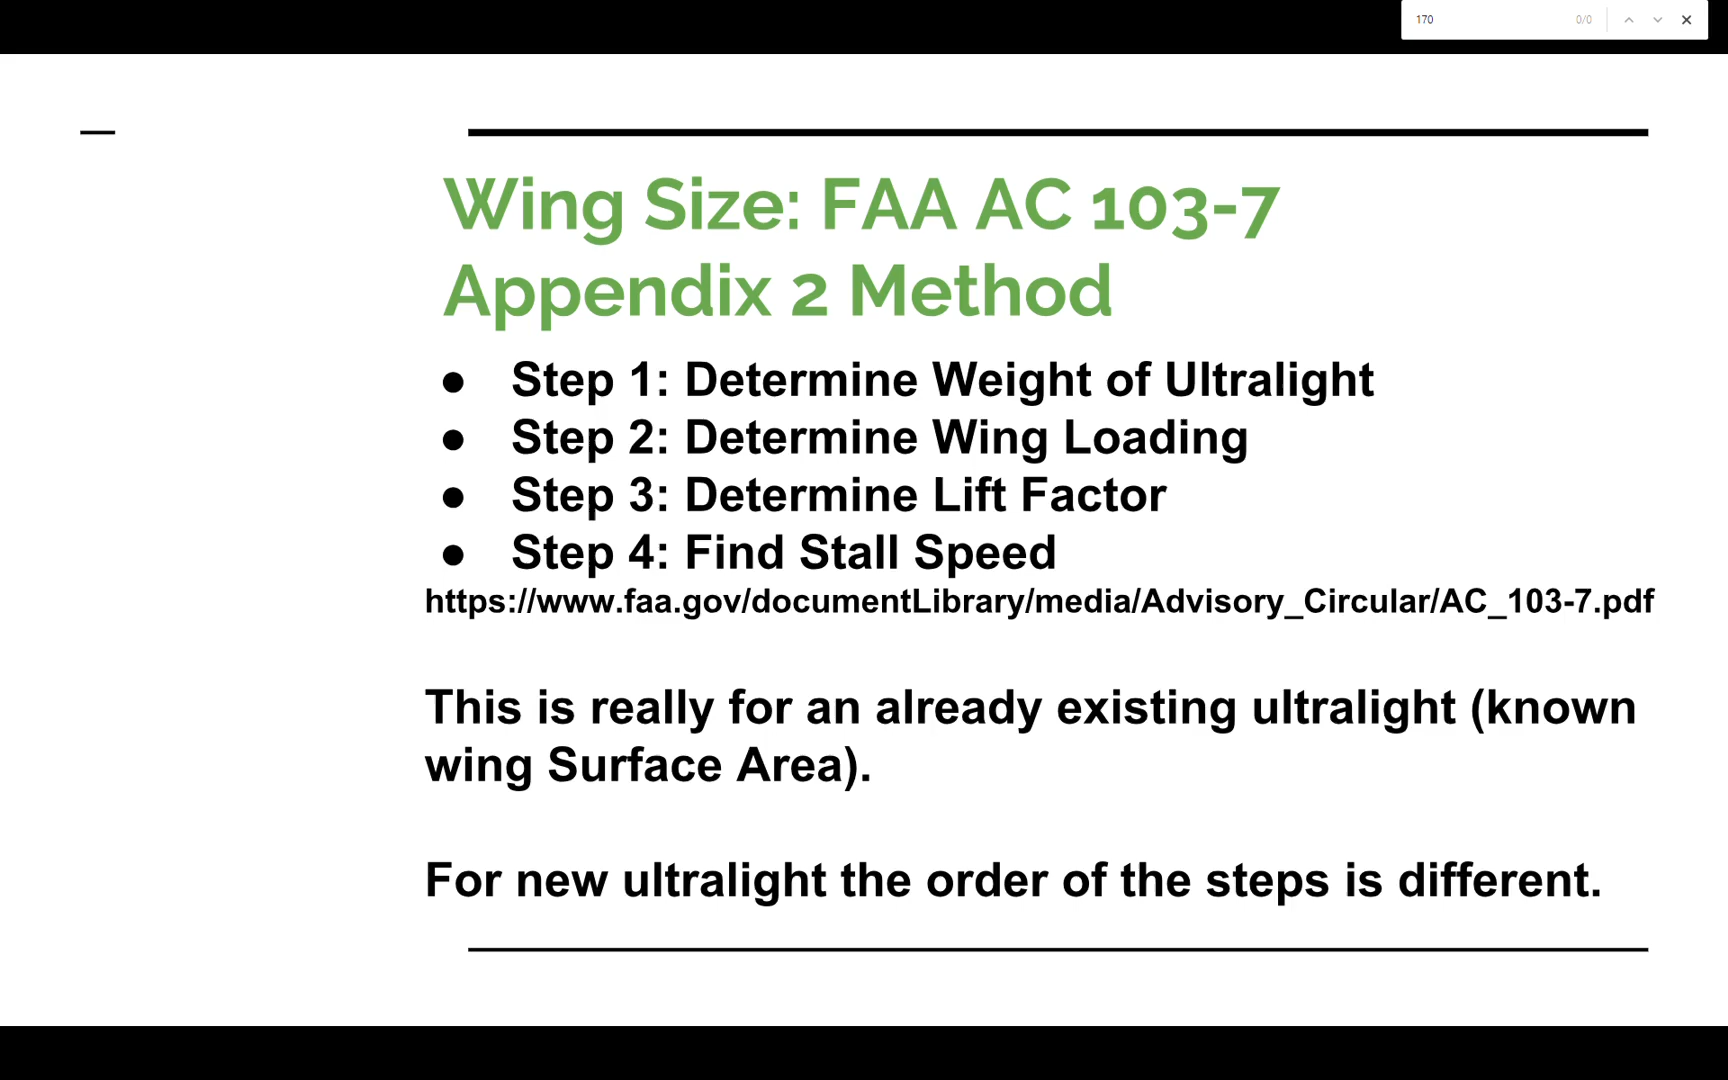 170 0/0
Wing Size: FAA AC 103-7
Appendix 2 Method
● Step 1: Determine Weight of Ultralight
● Step 2: Determine Wing Loading
● Step 3: Determine Lift Factor
● Step 4: Find Stall Speed
https://www.faa.gov/documentLibrary/media/Advisory_Circular/AC_103-7.pdf
This is really for an already existing ultralight (known
wing Surface Area).
For new ultralight the order of the steps is different.